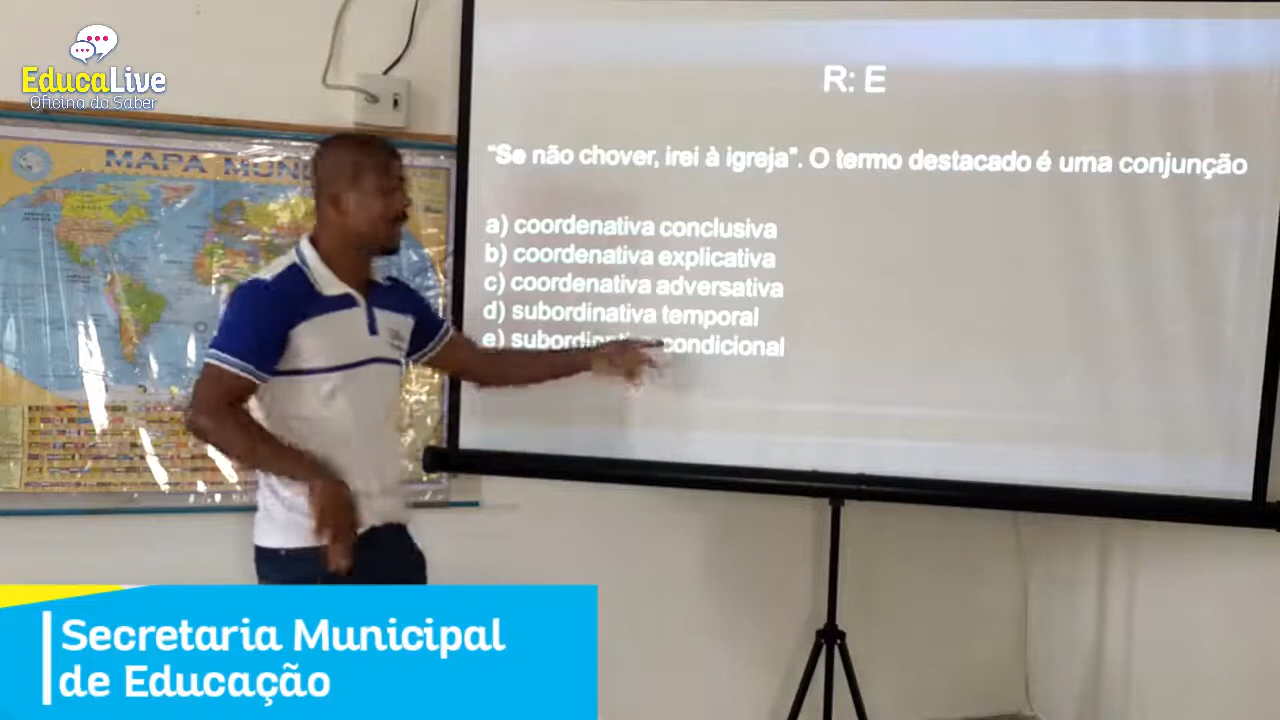 EducaLive
Oficina do Saber
MAPA MUN
R: E
"Se não chover, irei à igreja". O termo destacado é uma conjunção
a) coordenativa conclusiva
b) coordenativa explicativa
c) coordenativa adversativa
d) subordinativa temporal
e) condicional
Secretaria Municipal
de Educação